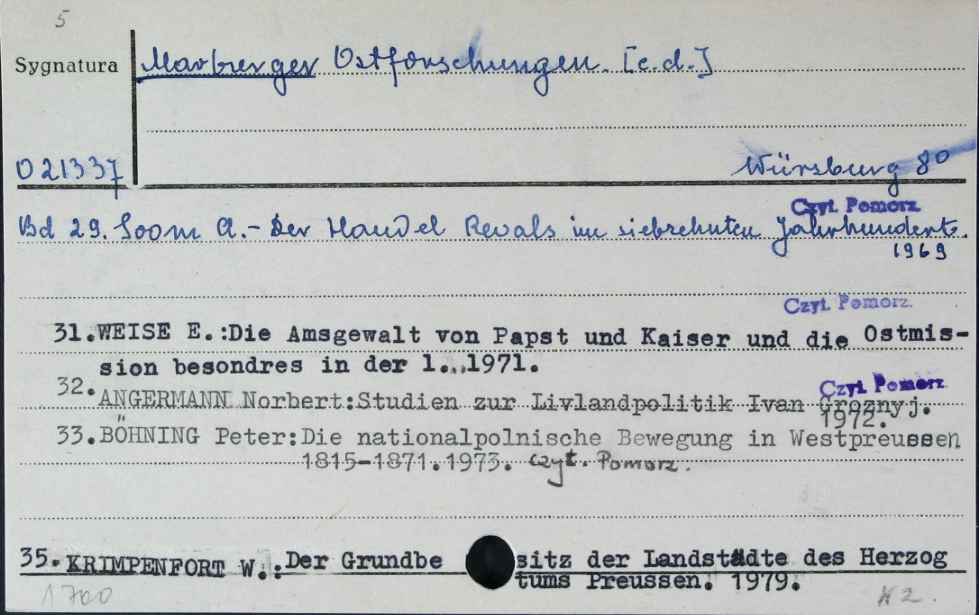 5
Sygnatura
Marburger Ostforschungen. [c.d.]
021337
Würzburg 8⁰
Czyt. Pomorz.
Bd 29. Soom A. - Der Handel Revals im siebzehnten Jahrhundert.
1969
Czyt. Pomorz.
31. WEISE E.:Die Amsgewalt von Papst und Kaiser und die Ostmis-
sion besondres in der 1... 1971.
Czyt. Pomorz.
32. ANGERMANN Norbert:Studien zur Livlandpolitik Ivan Groznyj.
1972.
33. BÖHNING Peter:Die nationalpolnische Bewegung in Westpreussen
1815-1871. 1973. Czyt. Pomorz.
35. KRIMPENFORT W.:Der Grundbe sitz der Landstädte des Herzog
tums Preussen. 1979.
1700